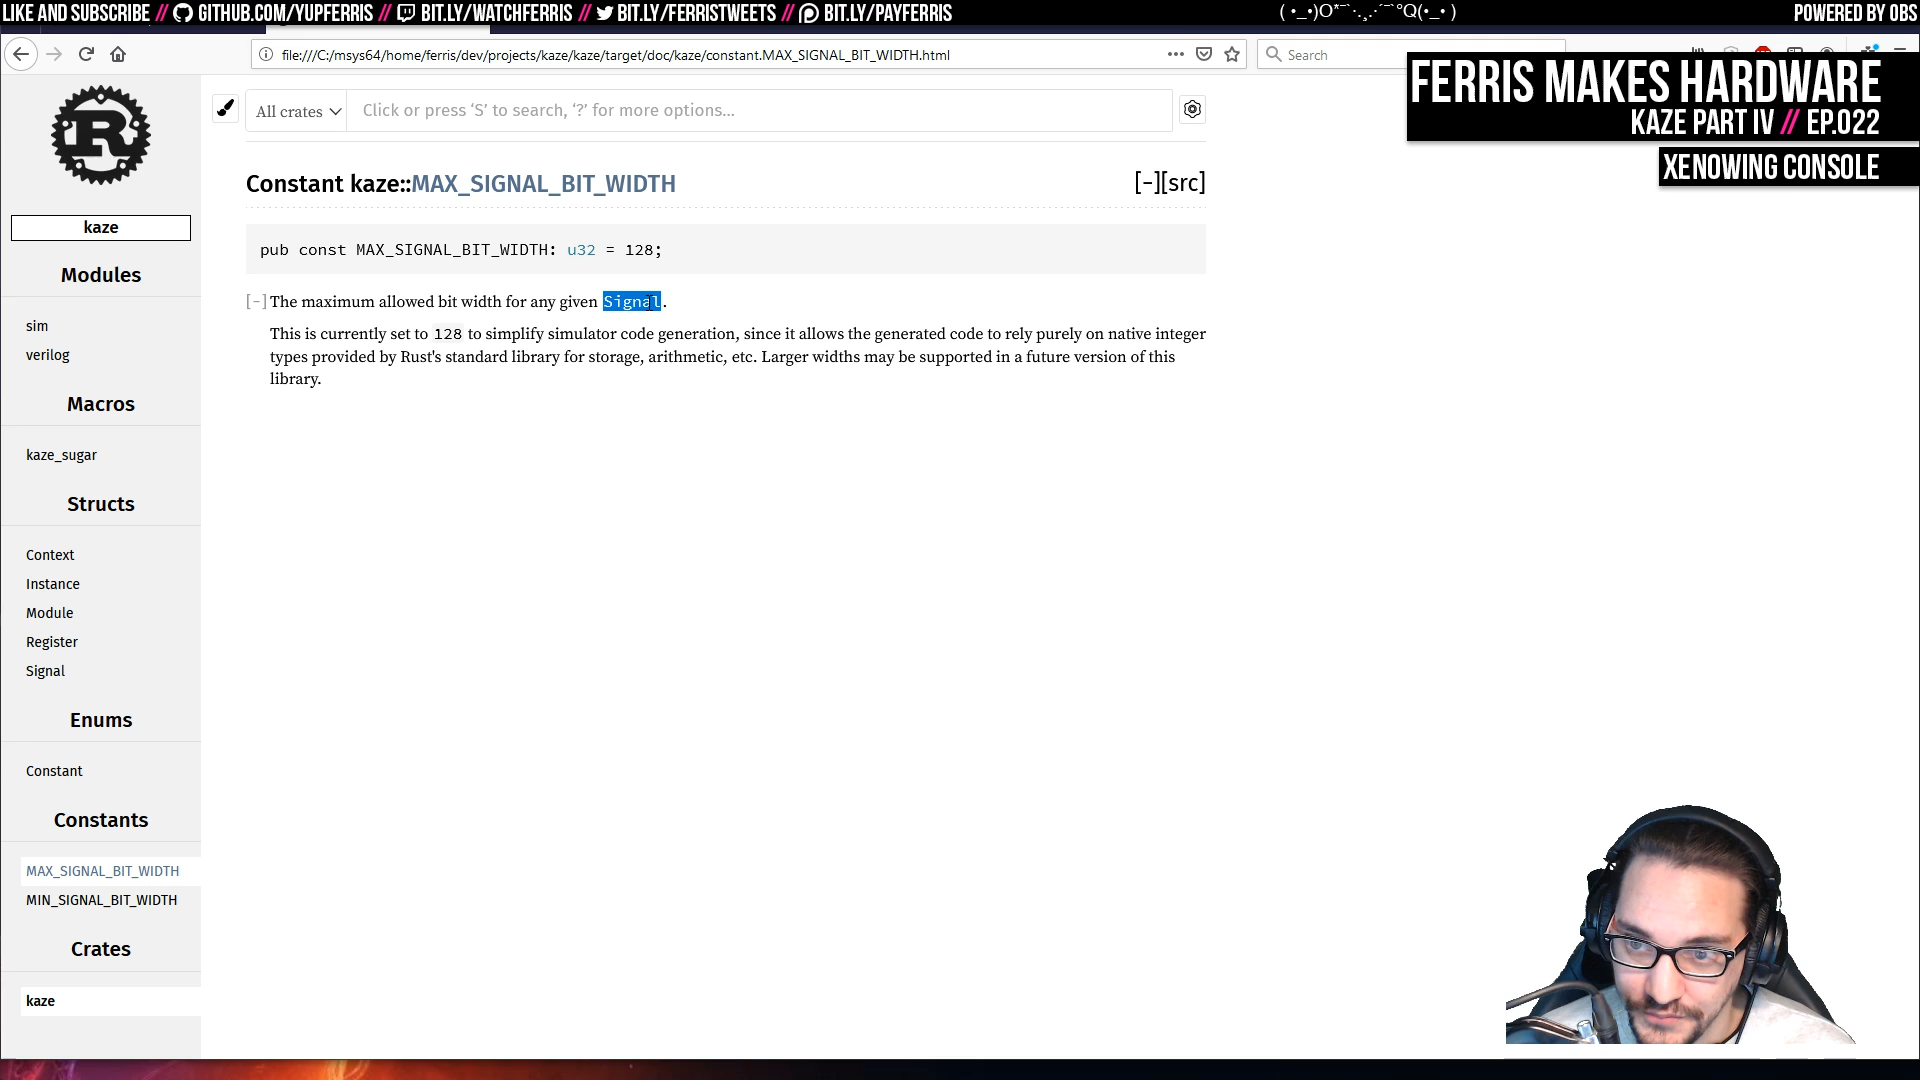 LIKE AND SUBSCRIBE // GITHUB.COM/YUPFERRIS // BIT.LY/WATCHFERRIS // BIT.LY/FERRISTWEETS // BIT.LY/PAYFERRIS
( •_•)O*¯`·.¸.·´¯`°Q(•_• )
POWERED BY OBS
file:///C:/msys64/home/ferris/dev/projects/kaze/kaze/target/doc/kaze/constant.MAX_SIGNAL_BIT_WIDTH.html
Search
FERRIS MAKES HARDWARE
KAZE PART IV // EP.022
XENOWING CONSOLE
All crates
Click or press ‘S’ to search, ‘?’ for more options...
Constant kaze::MAX_SIGNAL_BIT_WIDTH
[-][src]
pub const MAX_SIGNAL_BIT_WIDTH: u32 = 128;
[-] The maximum allowed bit width for any given Signal.
This is currently set to 128 to simplify simulator code generation, since it allows the generated code to rely purely on native integer
types provided by Rust's standard library for storage, arithmetic, etc. Larger widths may be supported in a future version of this
library.
R
kaze
Modules
sim
verilog
Macros
kaze_sugar
Structs
Context
Instance
Module
Register
Signal
Enums
Constant
Constants
MAX_SIGNAL_BIT_WIDTH
MIN_SIGNAL_BIT_WIDTH
Crates
kaze